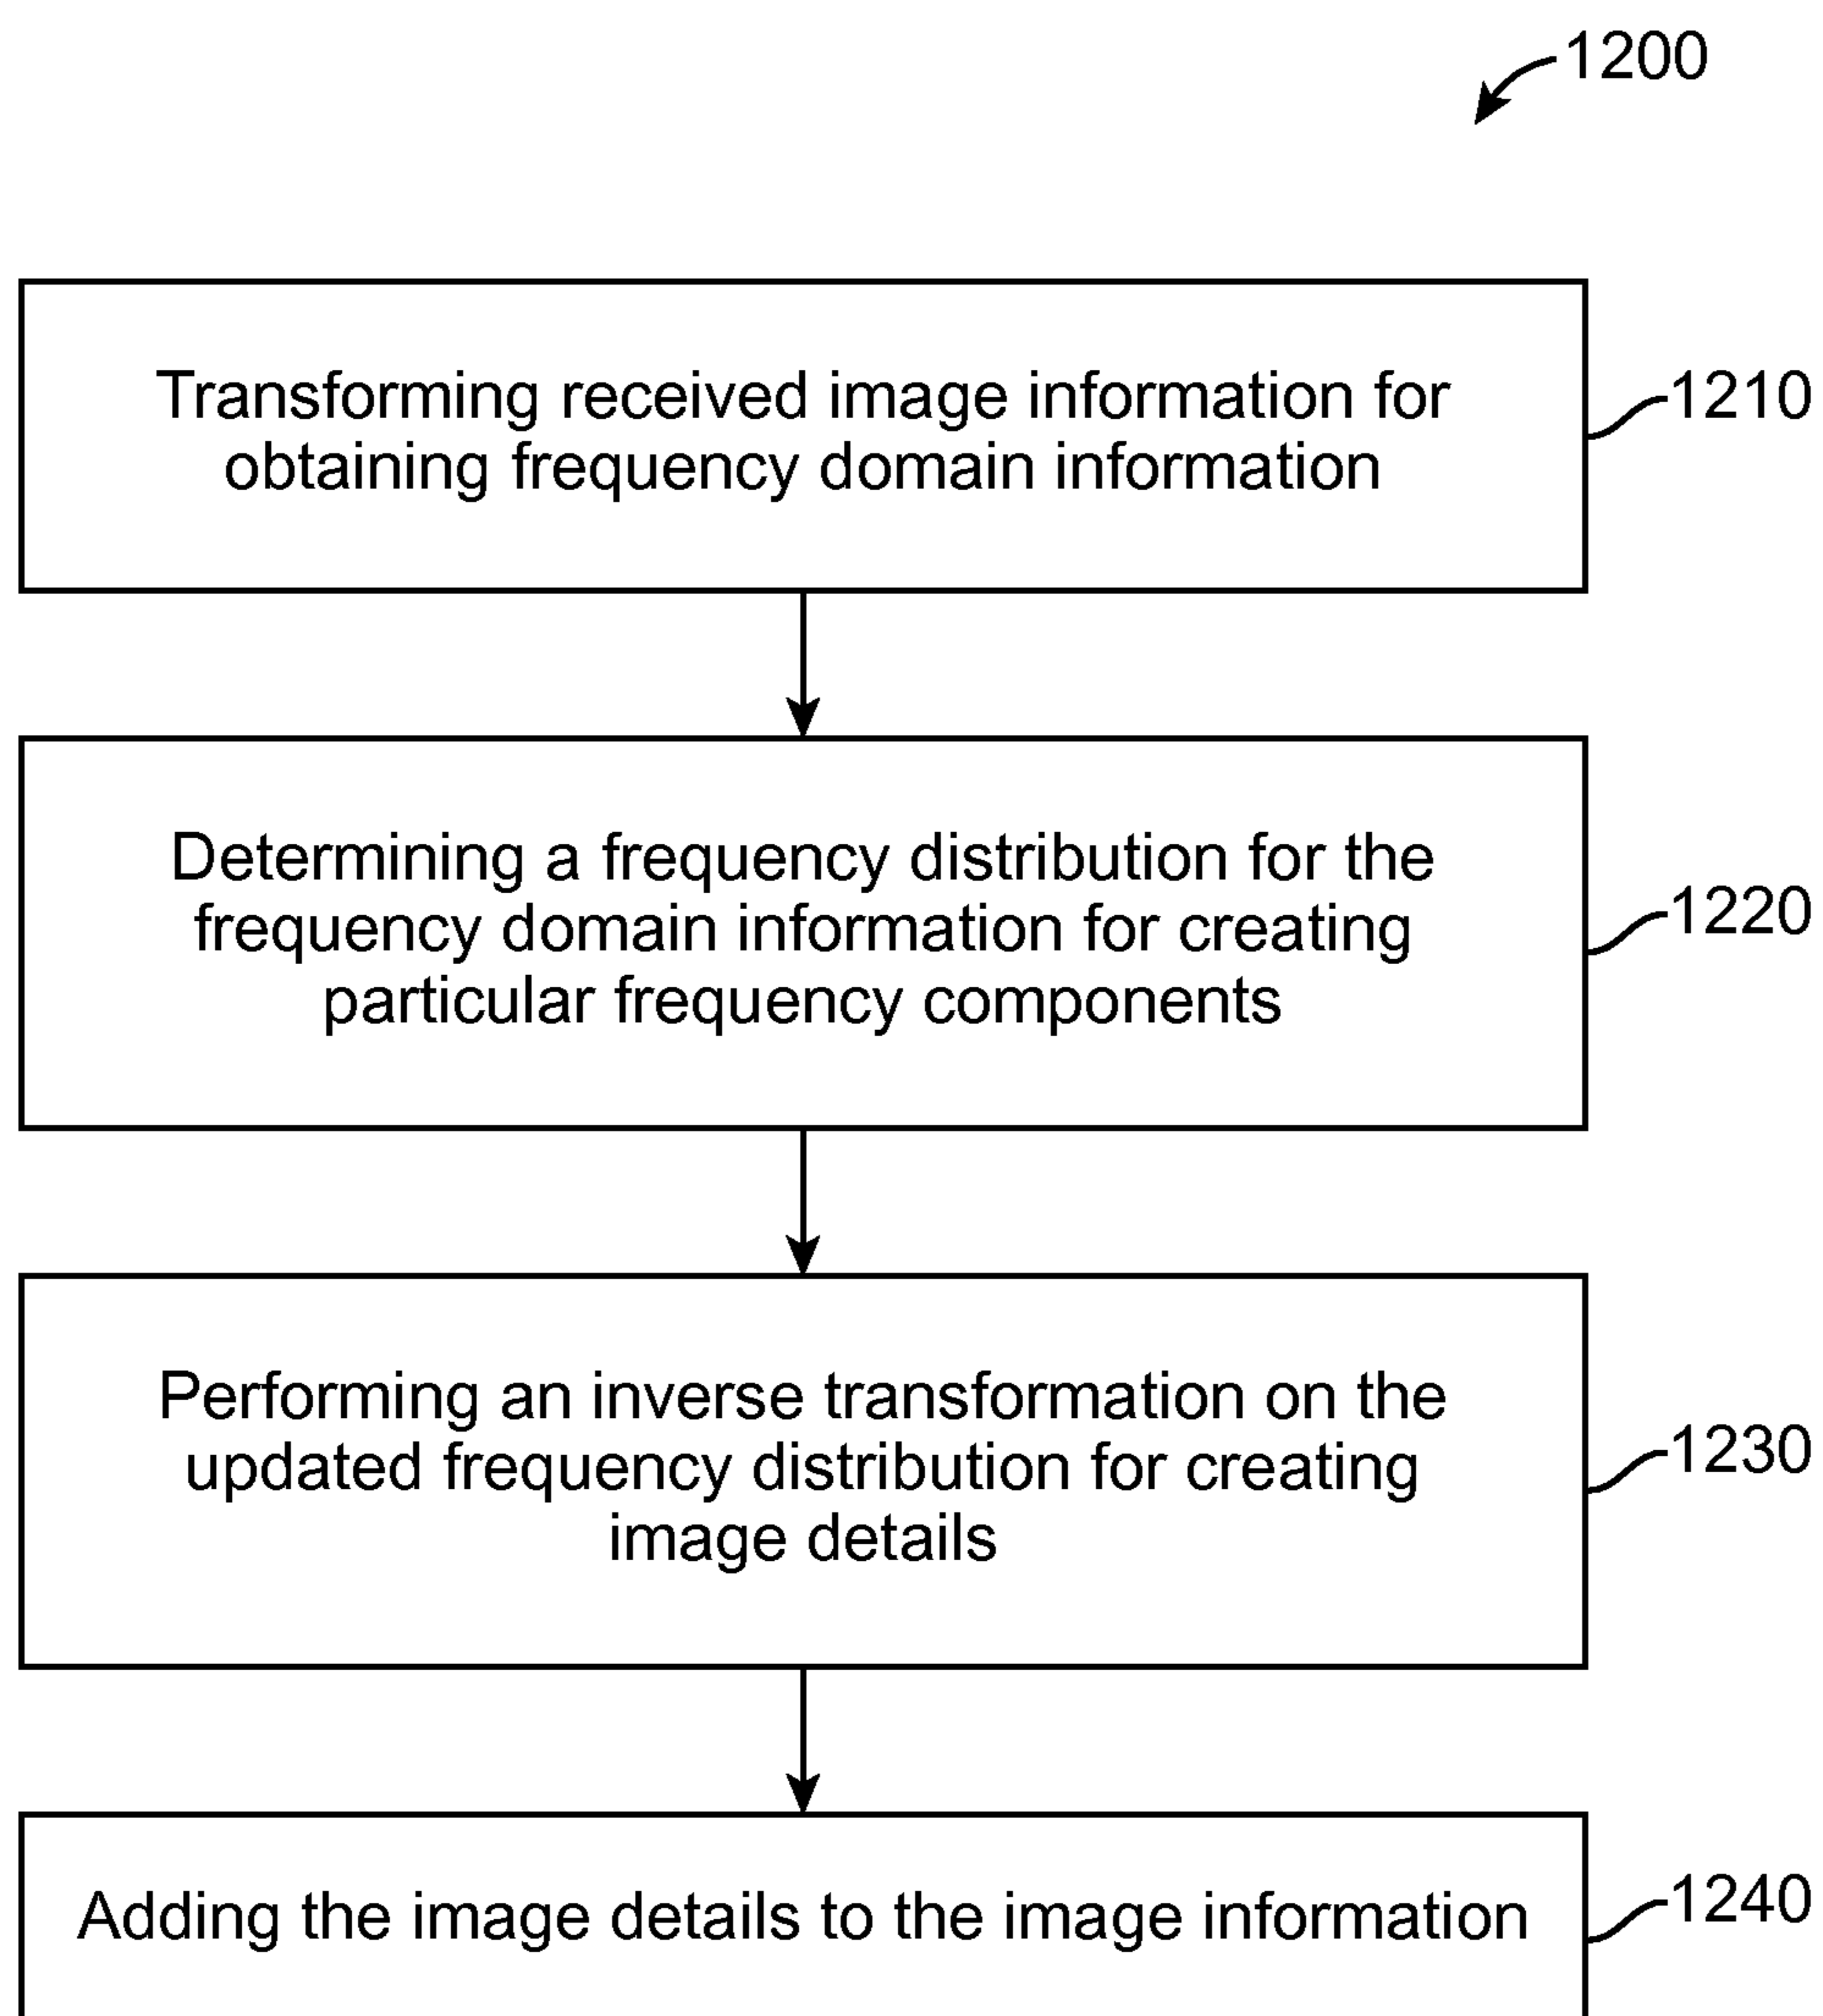 1200
Transforming received image information for
obtaining frequency domain information
1210
Determining a frequency distribution for the
frequency domain information for creating
particular frequency components
1220
Performing an inverse transformation on the
updated frequency distribution for creating
image details
1230
Adding the image details to the image information
1240